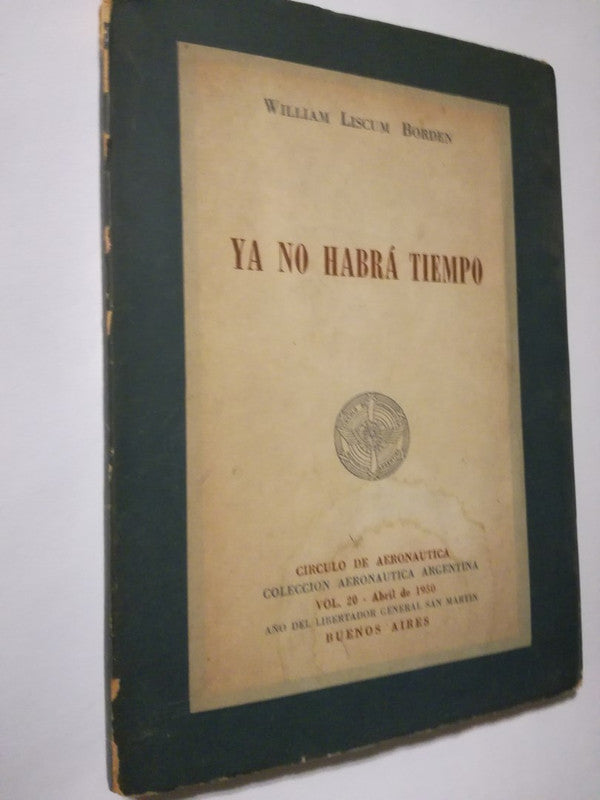 WILLIAM LISCUM BORDEN
YA NO HABRÁ TIEMPO
CIRCULO DE AERONAUTICA
COLECCION AERONAUTICA ARGENTINA
VOL. 20 - Abril de 1950
AÑO DEL LIBERTADOR GENERAL SAN MARTIN
BUENOS AIRES